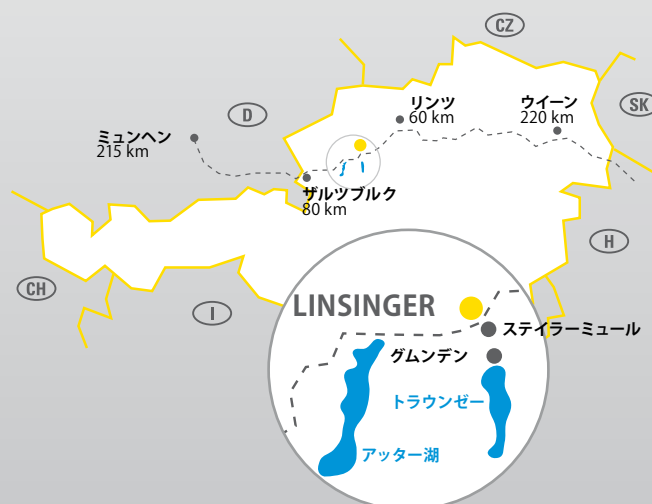 CZ
D
リンツ
60 km
ウイーン
220 km
SK
ミュンヘン
215 km
ザルツブルク
80 km
H
CH
I
LINSINGER
ステイラーミュール
グムンデン
トラウンゼー
アッター湖